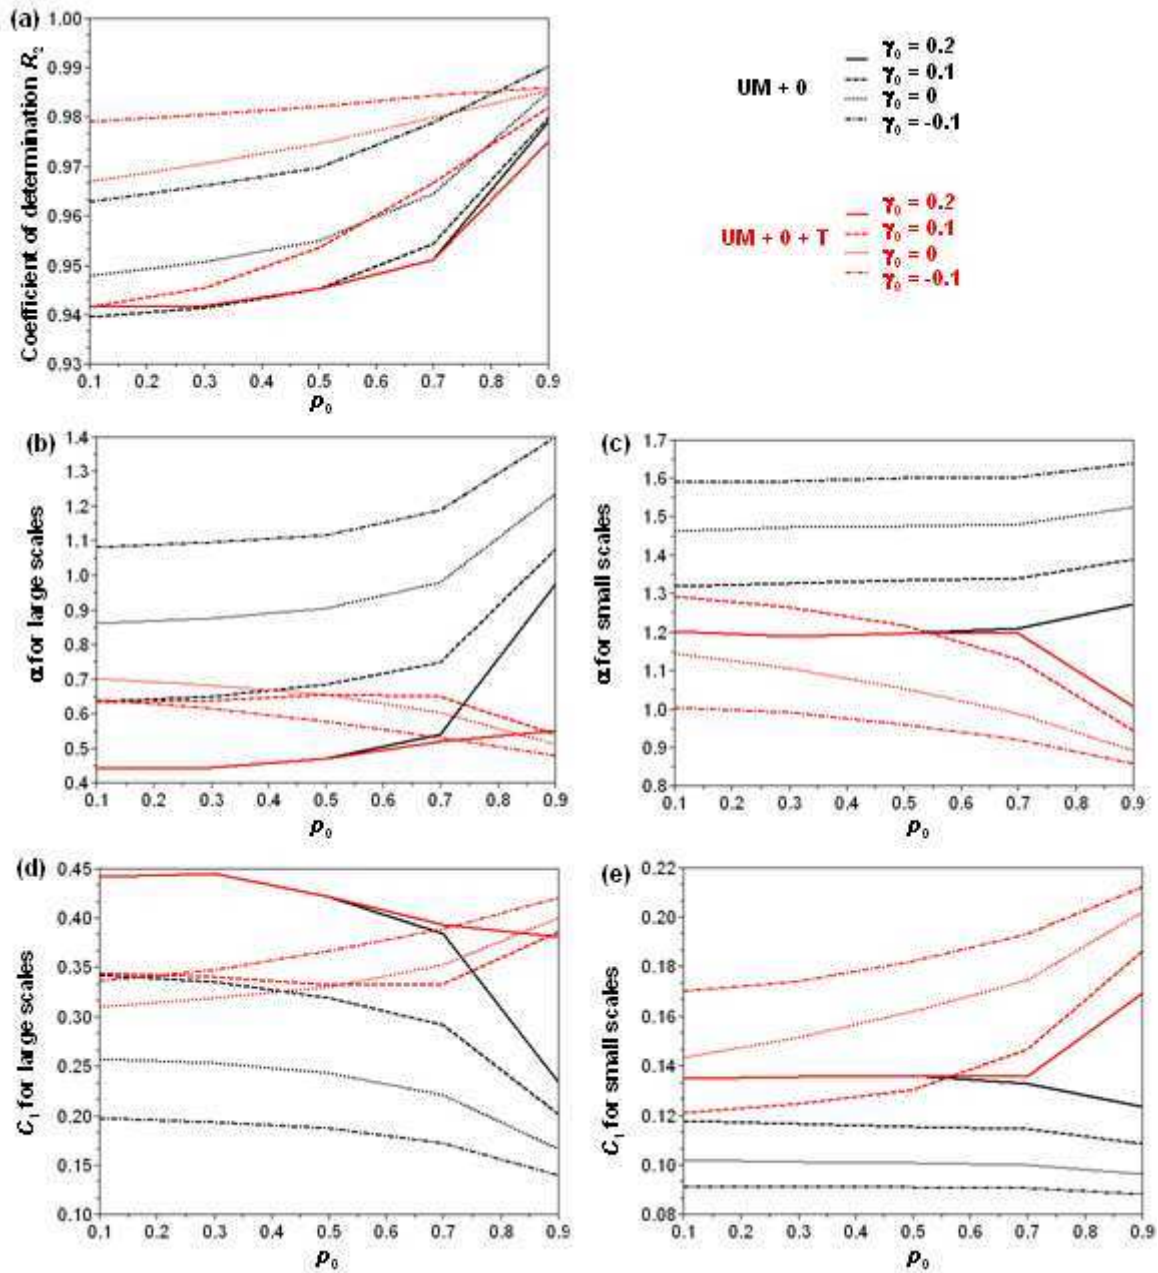 (a)
Coefficient of determination R₂
1.00
0.99
0.98
0.97
0.96
0.95
0.94
0.93
0.1 0.2 0.3 0.4 0.5 0.6 0.7 0.8 0.9
p₀
UM + 0
γ₀ = 0.2
γ₀ = 0.1
γ₀ = 0
γ₀ = -0.1
UM + 0 + T
γ₀ = 0.2
γ₀ = 0.1
γ₀ = 0
γ₀ = -0.1
(b)
α for large scales
1.4
1.3
1.2
1.1
1.0
0.9
0.8
0.7
0.6
0.5
0.4
0.1 0.2 0.3 0.4 0.5 0.6 0.7 0.8 0.9
p₀
(c)
α for small scales
1.7
1.6
1.5
1.4
1.3
1.2
1.1
1.0
0.9
0.8
0.1 0.2 0.3 0.4 0.5 0.6 0.7 0.8 0.9
p₀
(d)
C₁ for large scales
0.45
0.40
0.35
0.30
0.25
0.20
0.15
0.10
0.1 0.2 0.3 0.4 0.5 0.6 0.7 0.8 0.9
p₀
(e)
C₁ for small scales
0.22
0.20
0.18
0.16
0.14
0.12
0.10
0.08
0.1 0.2 0.3 0.4 0.5 0.6 0.7 0.8 0.9
p₀